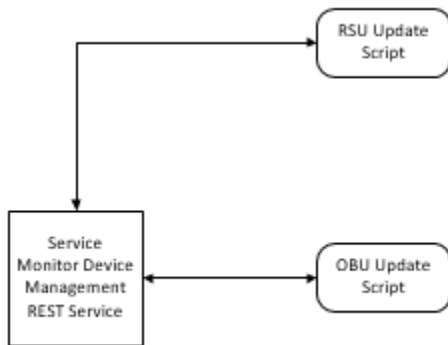 RSU Update
Script
Service
Monitor Device
Management
REST Service
OBU Update
Script